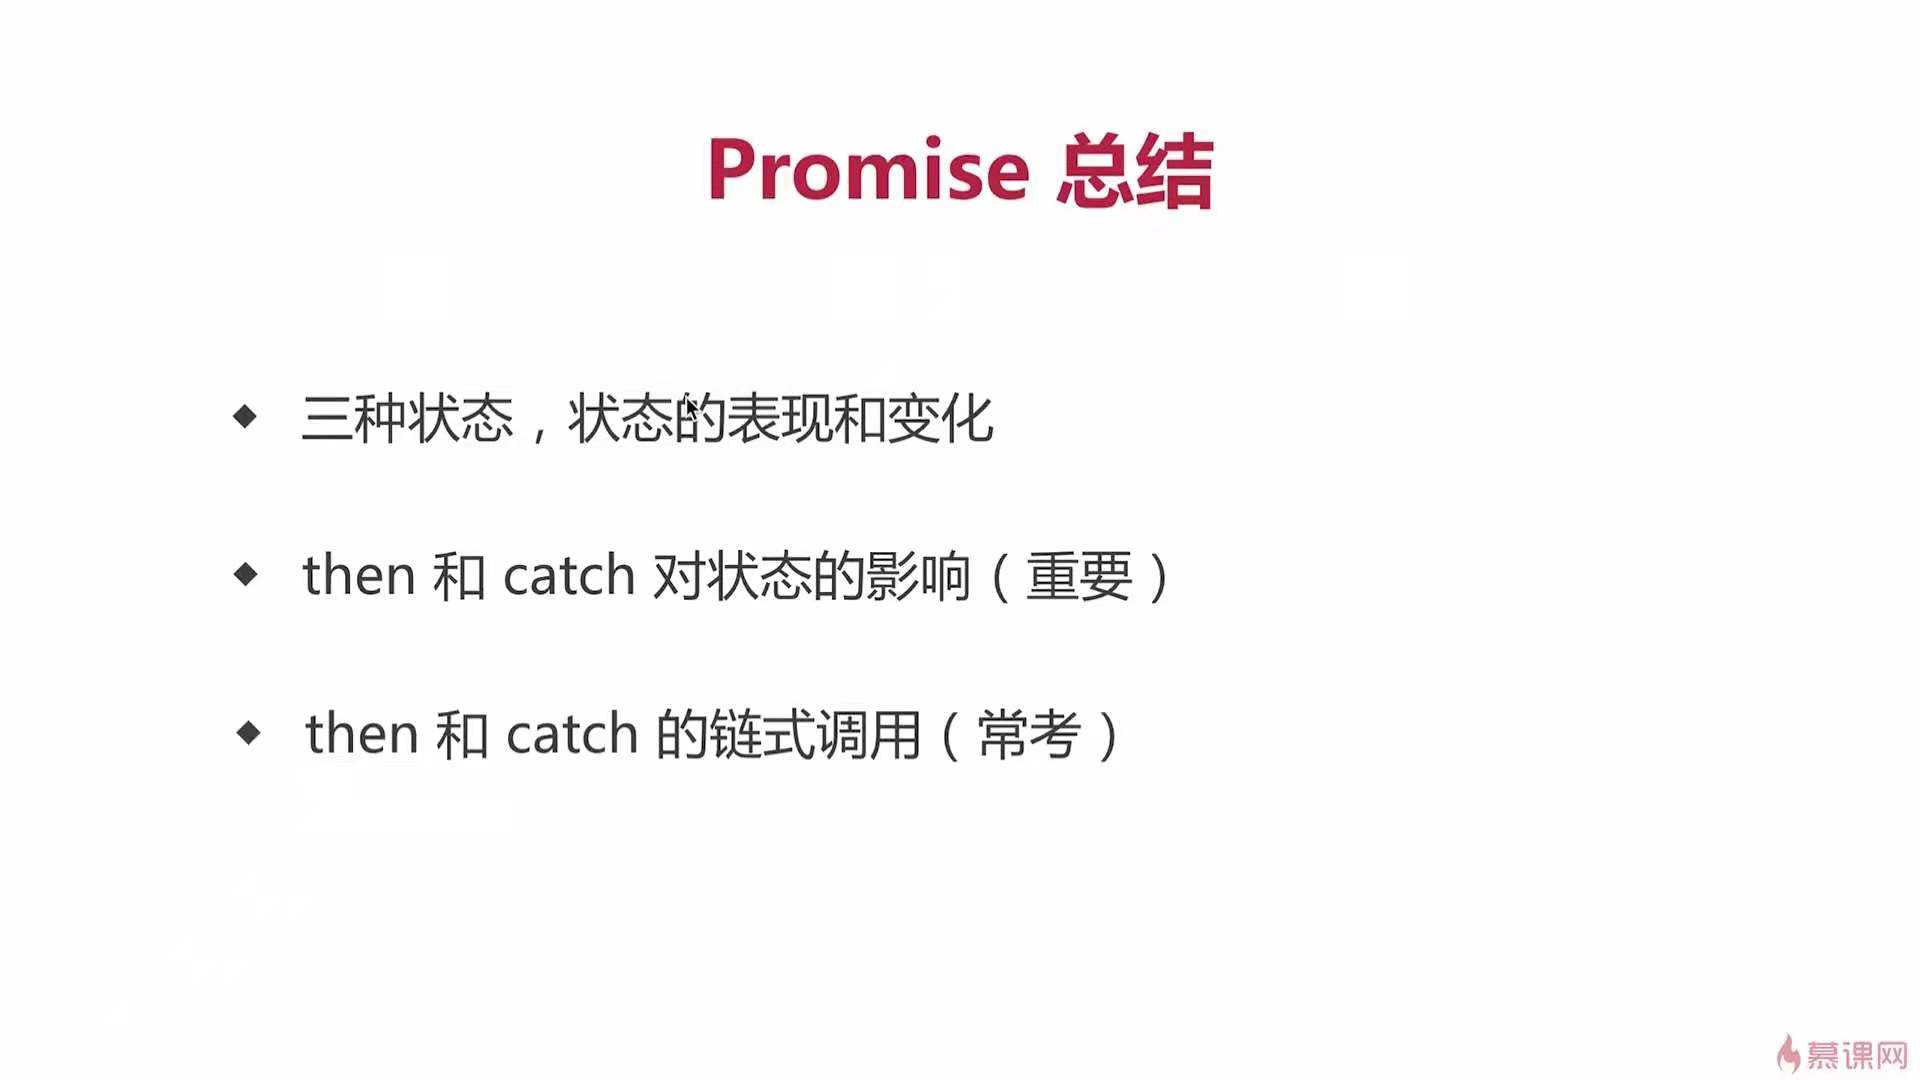 Promise 总结
三种状态，状态的表现和变化
then 和 catch 对状态的影响（重要）
then 和 catch 的链式调用（常考）
慕课网